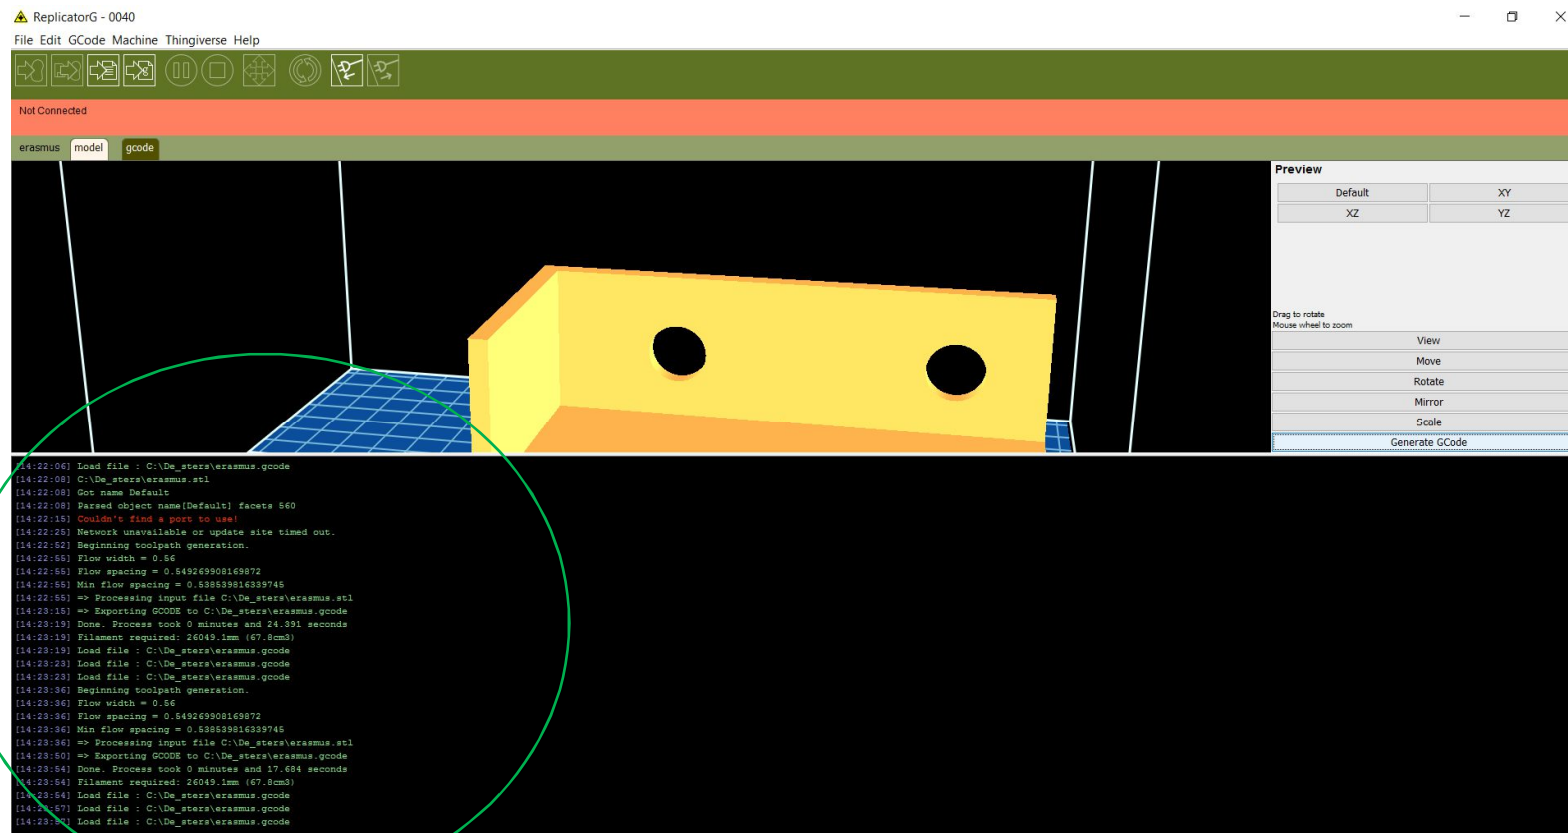 ReplicatorG - 0040
File Edit GCode Machine Thingiverse Help
Not Connected
erasmus model gcode
Preview
Default XY
XZ YZ
Drag to rotate
Mouse wheel to zoom
View
Move
Rotate
Mirror
Scale
Generate GCode
[14:22:06] Load file : C:\De_sters\erasmus.gcode
[14:22:08] C:\De_sters\erasmus.stl
[14:22:08] Got name Default
[14:22:08] Parsed object name[Default] facets 560
[14:22:15] Couldn't find a port to use!
[14:22:25] Network unavailable or update site timed out.
[14:22:52] Beginning toolpath generation.
[14:22:55] Flow width = 0.56
[14:22:55] Flow spacing = 0.549269908169872
[14:22:55] Min flow spacing = 0.538539816339745
[14:22:55] => Processing input file C:\De_sters\erasmus.stl
[14:23:15] => Exporting GCODE to C:\De_sters\erasmus.gcode
[14:23:19] Done. Process took 0 minutes and 24.391 seconds
[14:23:19] Filament required: 26049.1mm (67.8cm3)
[14:23:19] Load file : C:\De_sters\erasmus.gcode
[14:23:23] Load file : C:\De_sters\erasmus.gcode
[14:23:23] Load file : C:\De_sters\erasmus.gcode
[14:23:36] Beginning toolpath generation.
[14:23:36] Flow width = 0.56
[14:23:36] Flow spacing = 0.549269908169872
[14:23:36] Min flow spacing = 0.538539816339745
[14:23:36] => Processing input file C:\De_sters\erasmus.stl
[14:23:50] => Exporting GCODE to C:\De_sters\erasmus.gcode
[14:23:54] Done. Process took 0 minutes and 17.684 seconds
[14:23:54] Filament required: 26049.1mm (67.8cm3)
[14:23:54] Load file : C:\De_sters\erasmus.gcode
[14:23:57] Load file : C:\De_sters\erasmus.gcode
[14:23:57] Load file : C:\De_sters\erasmus.gcode